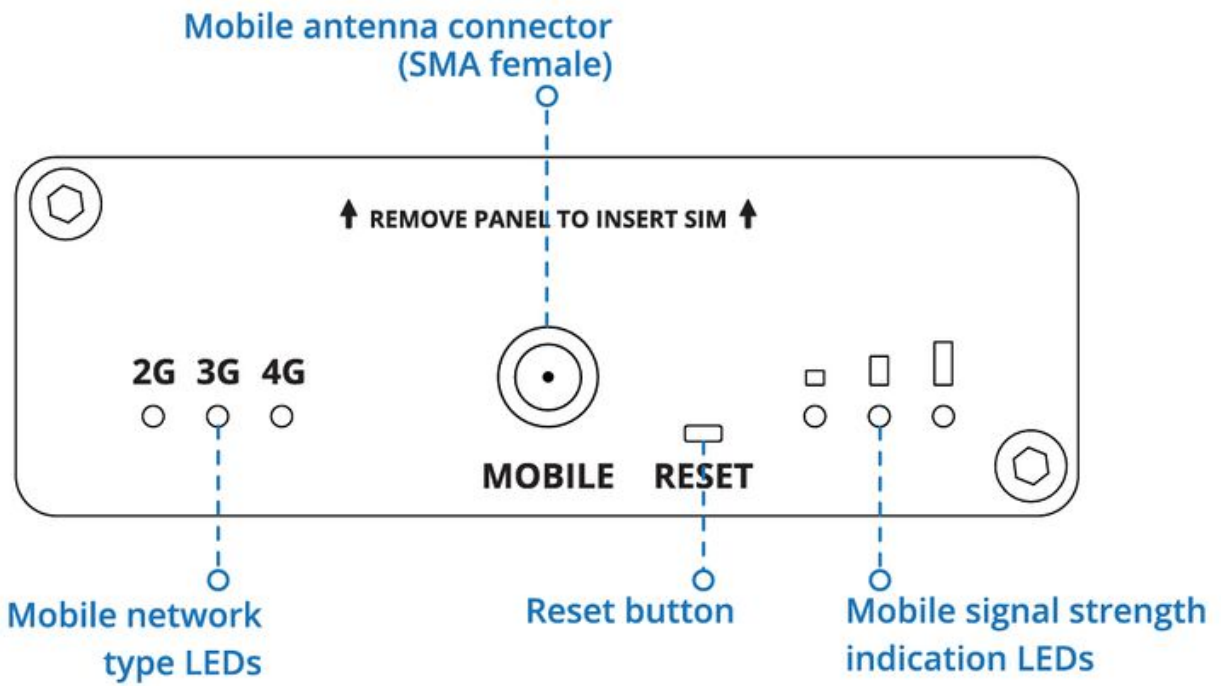 Mobile antenna connector
(SMA female)
REMOVE PANEL TO INSERT SIM
2G 3G 4G
MOBILE RESET
Mobile network
type LEDs
Reset button
Mobile signal strength
indication LEDs